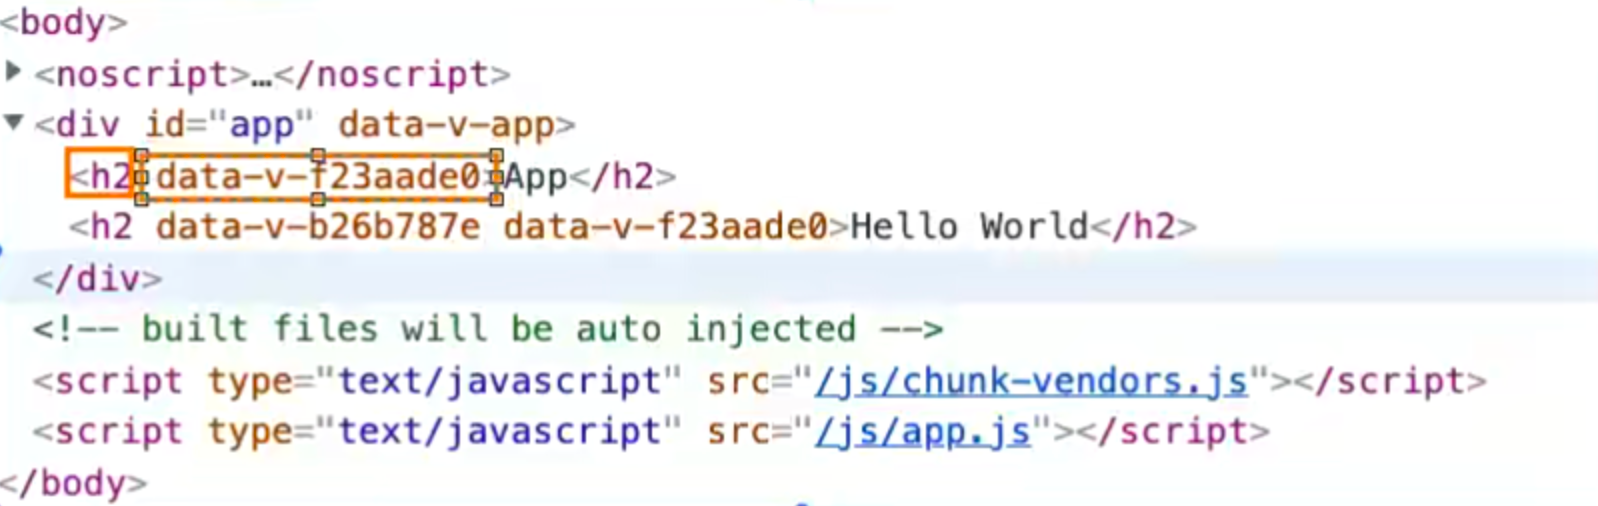 <body>
<noscript>…</noscript>
<div id="app" data-v-app>
<h2 data-v-f23aade0>App</h2>
<h2 data-v-b26b787e data-v-f23aade0>Hello World</h2>
</div>
<!-- built files will be auto injected -->
<script type="text/javascript" src="/js/chunk-vendors.js"></script>
<script type="text/javascript" src="/js/app.js"></script>
</body>